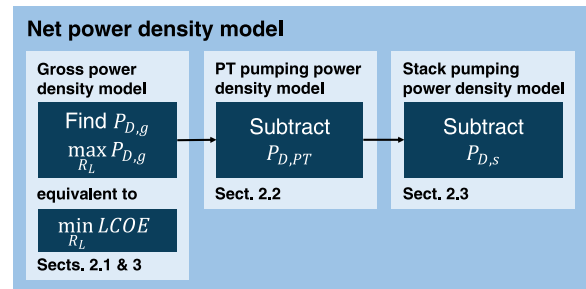 Net power density model
Gross power
density model
Find P_{D,g}
max_{R_L} P_{D,g}
equivalent to
min_{R_L} LCOE
Sects. 2.1 & 3
PT pumping power
density model
Subtract
P_{D,PT}
Sect. 2.2
Stack pumping
power density model
Subtract
P_{D,s}
Sect. 2.3